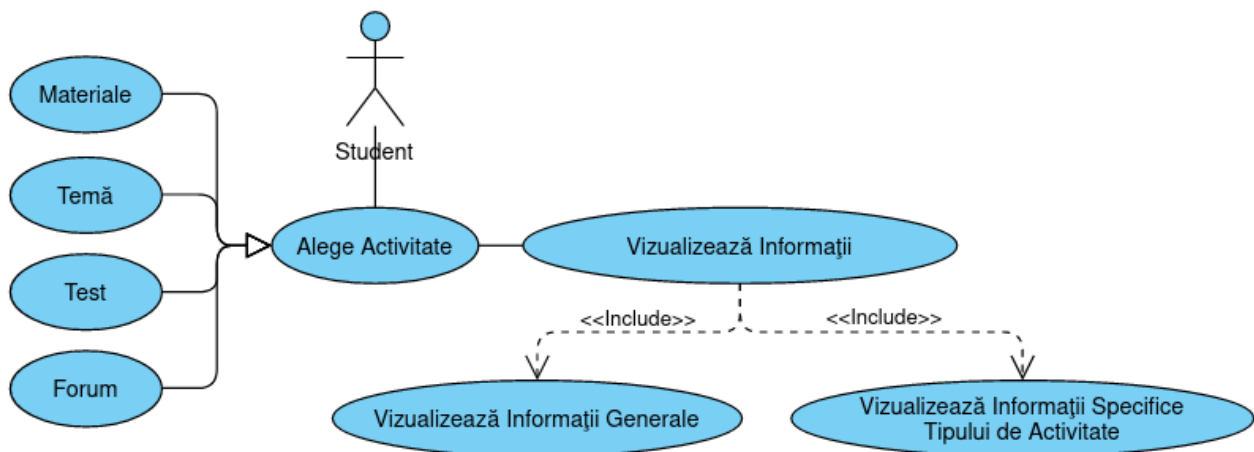 Student
Materiale
Temă
Test
Forum
Alege Activitate
Vizualizează Informaţii
<<Include>>
<<Include>>
Vizualizează Informaţii Generale
Vizualizează Informaţii Specifice
Tipului de Activitate